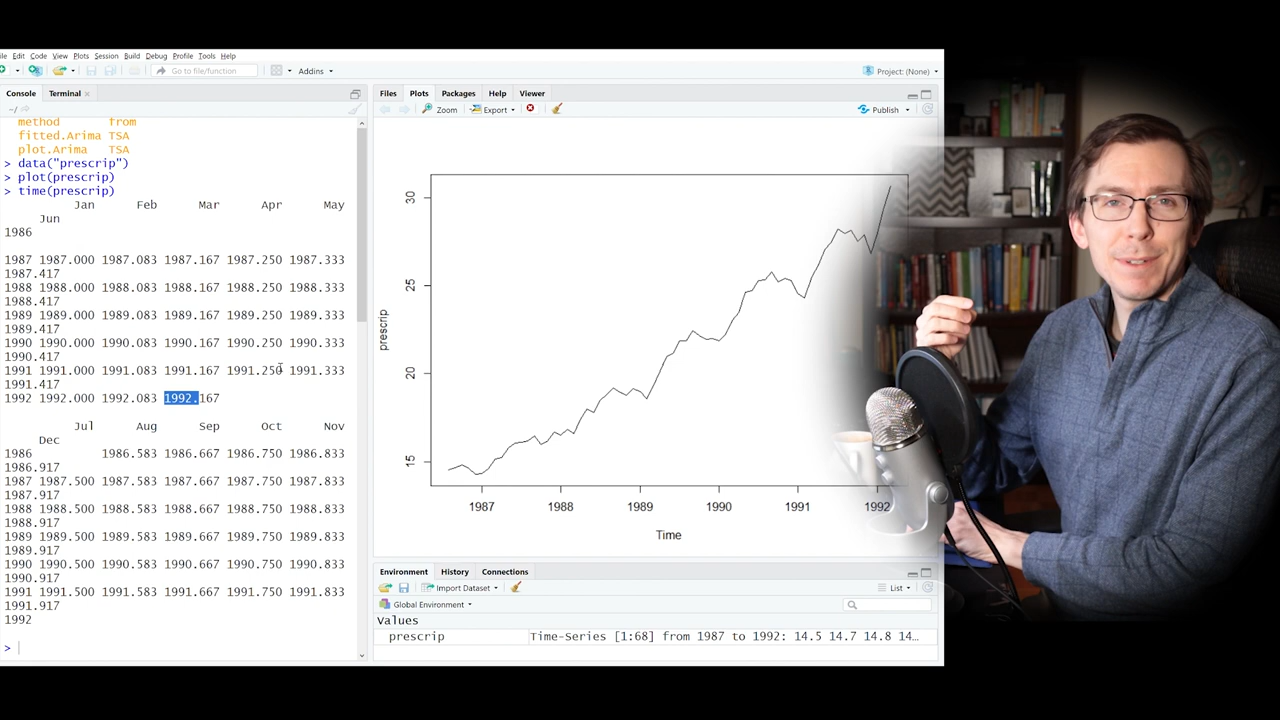 ile Edit Code View Plots Session Build Debug Profile Tools Help
Go to file/function
Addins
Project: (None)
Console Terminal
~/
method from
fitted.Arima TSA
plot.Arima TSA
> data("prescrip")
> plot(prescrip)
> time(prescrip)
Jan Feb Mar Apr May
Jun
1986
1987 1987.000 1987.083 1987.167 1987.250 1987.333
1987.417
1988 1988.000 1988.083 1988.167 1988.250 1988.333
1988.417
1989 1989.000 1989.083 1989.167 1989.250 1989.333
1989.417
1990 1990.000 1990.083 1990.167 1990.250 1990.333
1990.417
1991 1991.000 1991.083 1991.167 1991.250 1991.333
1991.417
1992 1992.000 1992.083 1992.167
Jul Aug Sep Oct Nov
Dec
1986 1986.583 1986.667 1986.750 1986.833
1986.917
1987 1987.500 1987.583 1987.667 1987.750 1987.833
1987.917
1988 1988.500 1988.583 1988.667 1988.750 1988.833
1988.917
1989 1989.500 1989.583 1989.667 1989.750 1989.833
1989.917
1990 1990.500 1990.583 1990.667 1990.750 1990.833
1990.917
1991 1991.500 1991.583 1991.667 1991.750 1991.833
1991.917
1992
>
Files Plots Packages Help Viewer
Zoom Export Publish
30
25
20
15
prescrip
1987 1988 1989 1990 1991 1992
Time
Environment History Connections
Import Dataset List
Global Environment
Values
prescrip Time-Series [1:68] from 1987 to 1992: 14.5 14.7 14.8 14…